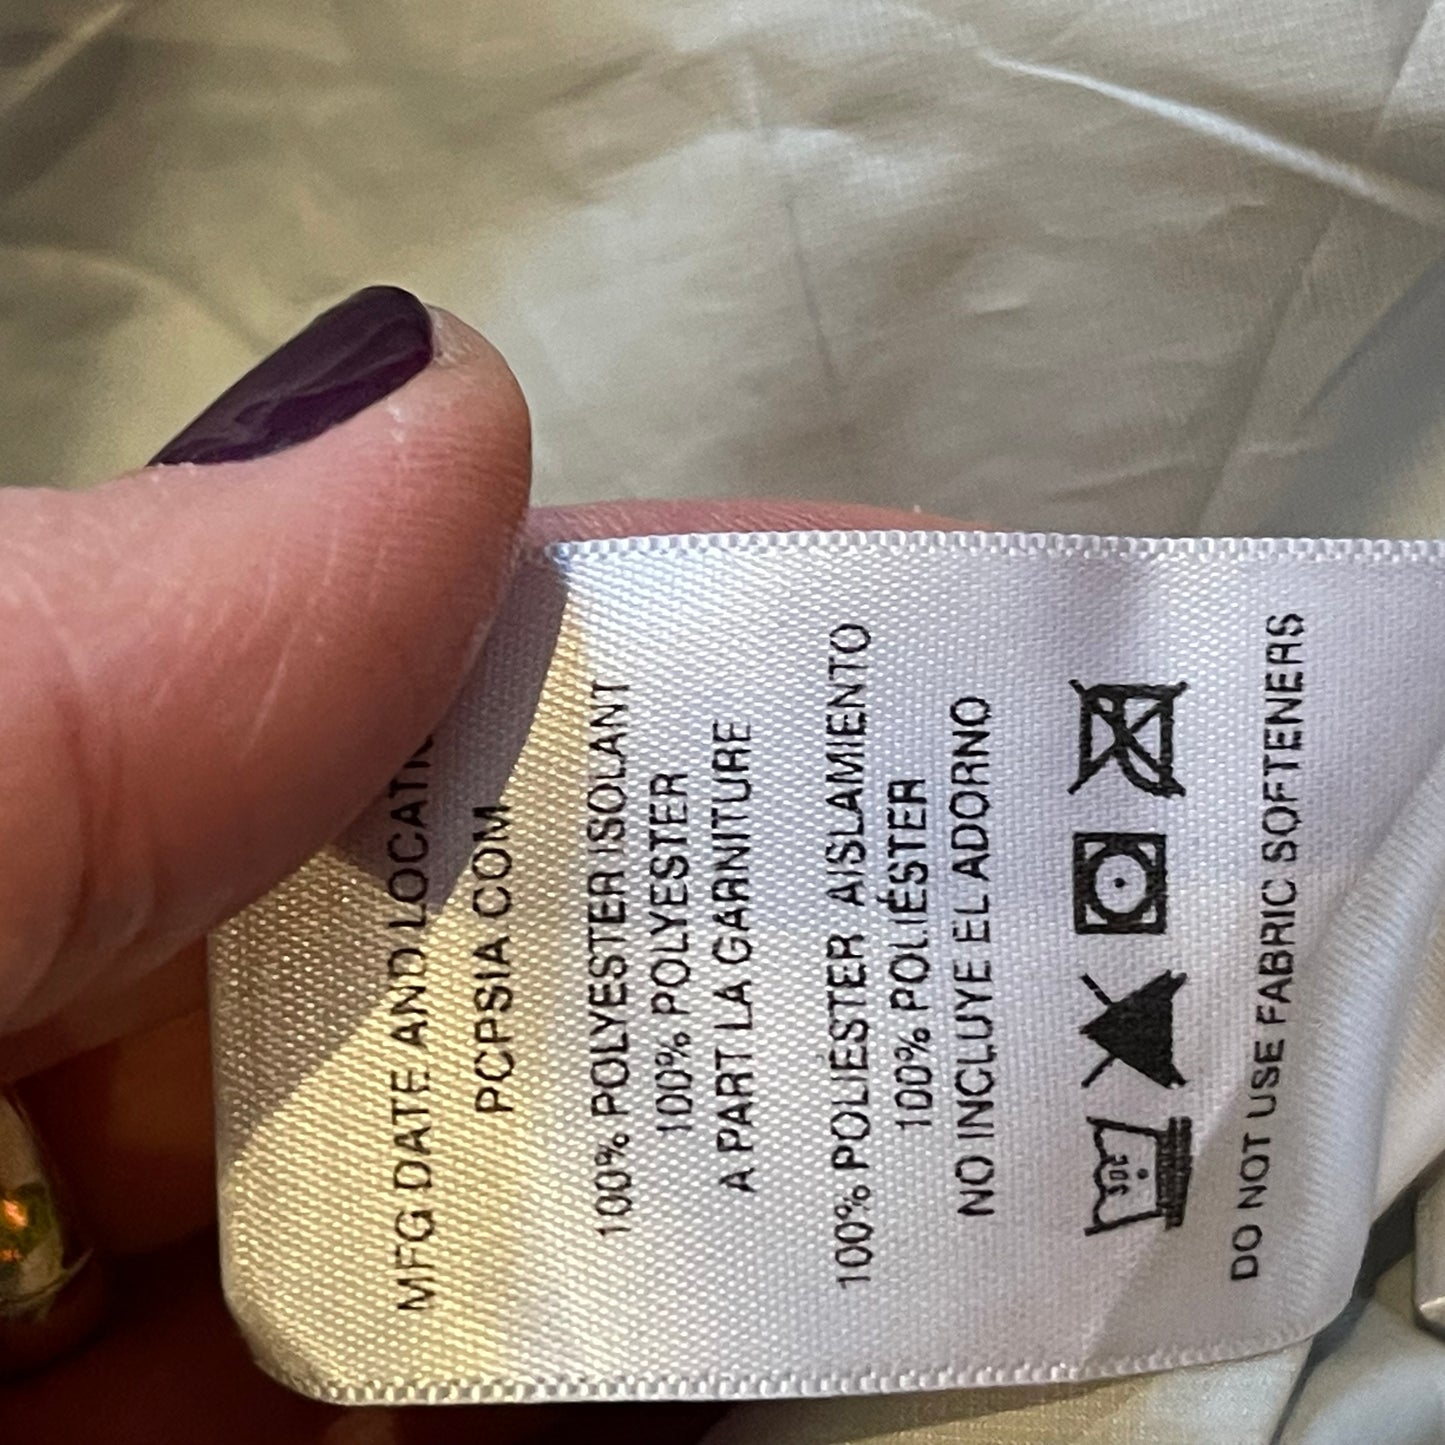 MFG DATE AND
PCPSIA COM
100% POLYESTER ISOLANT
100% POLYESTER
A PART LA GARNITURE
100% POLIÉSTER AISLAMIENTO
100% POLIÉSTER
NO INCLUYE EL ADORNO
DO NOT USE FABRIC SOFTENERS